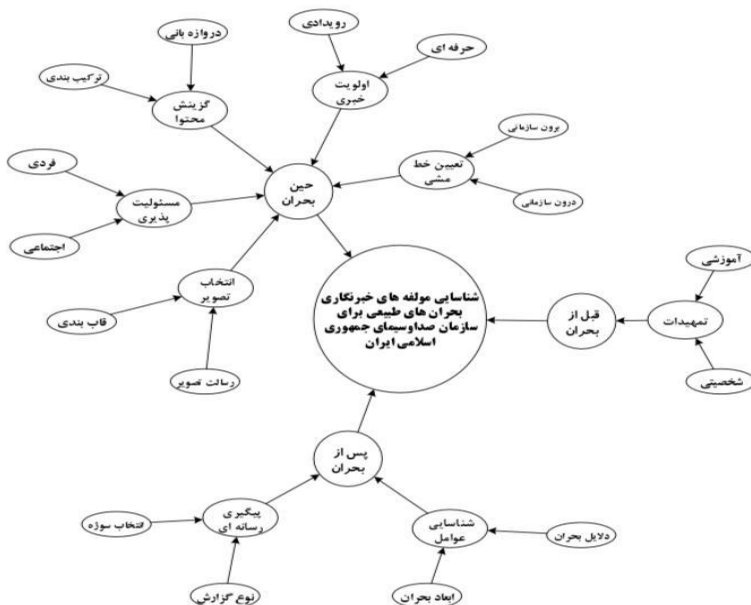 رویدادی
دروازه بانی
حرفه ای
ترکیب بندی
گزینش
محتوا
اولویت
خبری
برون سازمانی
فردی
مسئولیت
پذیری
حین
بحران
تعیین خط
مشی
درون سازمانی
اجتماعی
انتخاب
تصویر
قاب بندی
رسالت تصویر
شناسایی مولفه های خبرنگاری
بحران های طبیعی برای
سازمان صداوسیمای جمهوری
اسلامی ایران
آموزشی
قبل از
بحران
تمهیدات
شخصیتی
پس از
بحران
پیگیری
رسانه ای
انتخاب سوژه
نوع گزارش
شناسایی
عوامل
دلایل بحران
ابعاد بحران